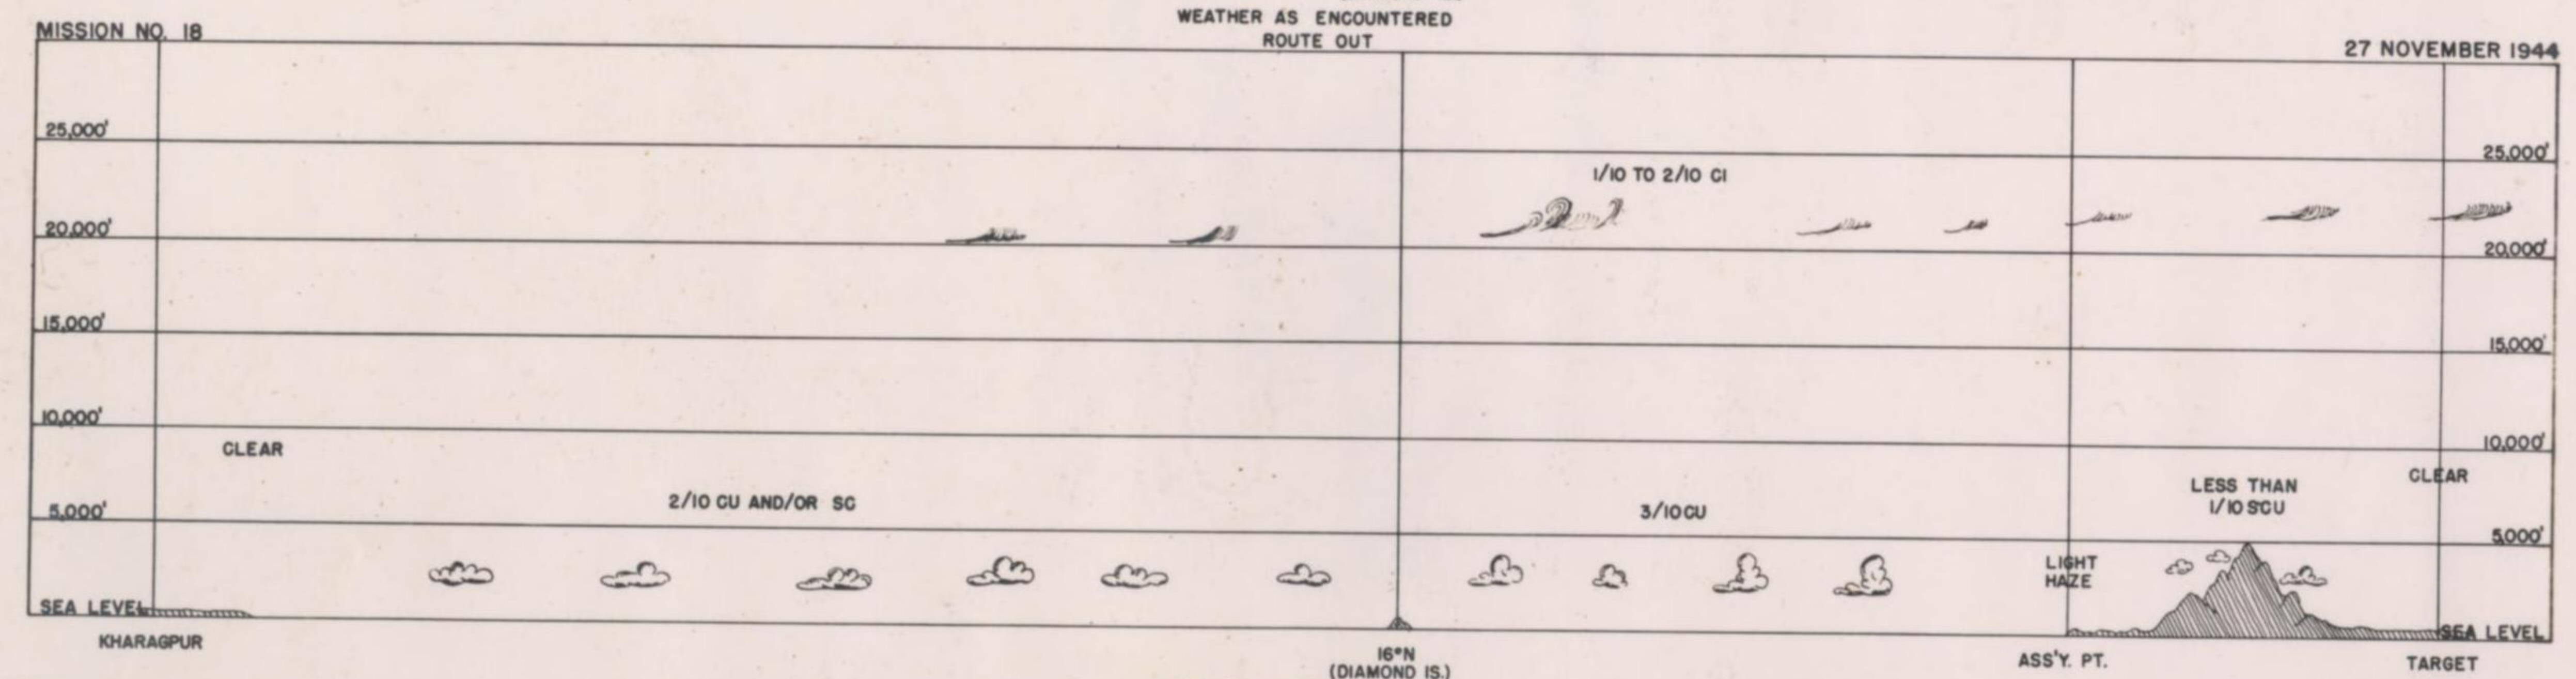 WEATHER AS ENCOUNTERED
ROUTE OUT
MISSION NO. 18
27 NOVEMBER 1944
25,000'
25,000'
1/10 TO 2/10 CI
20,000'
20,000'
15,000'
15,000'
10,000'
10,000'
CLEAR
CLEAR
2/10 CU AND/OR SC
3/10 CU
LESS THAN
1/10 SCU
5,000'
5,000'
LIGHT
HAZE
SEA LEVEL
SEA LEVEL
KHARAGPUR
16°N
(DIAMOND IS.)
ASS'Y. PT.
TARGET